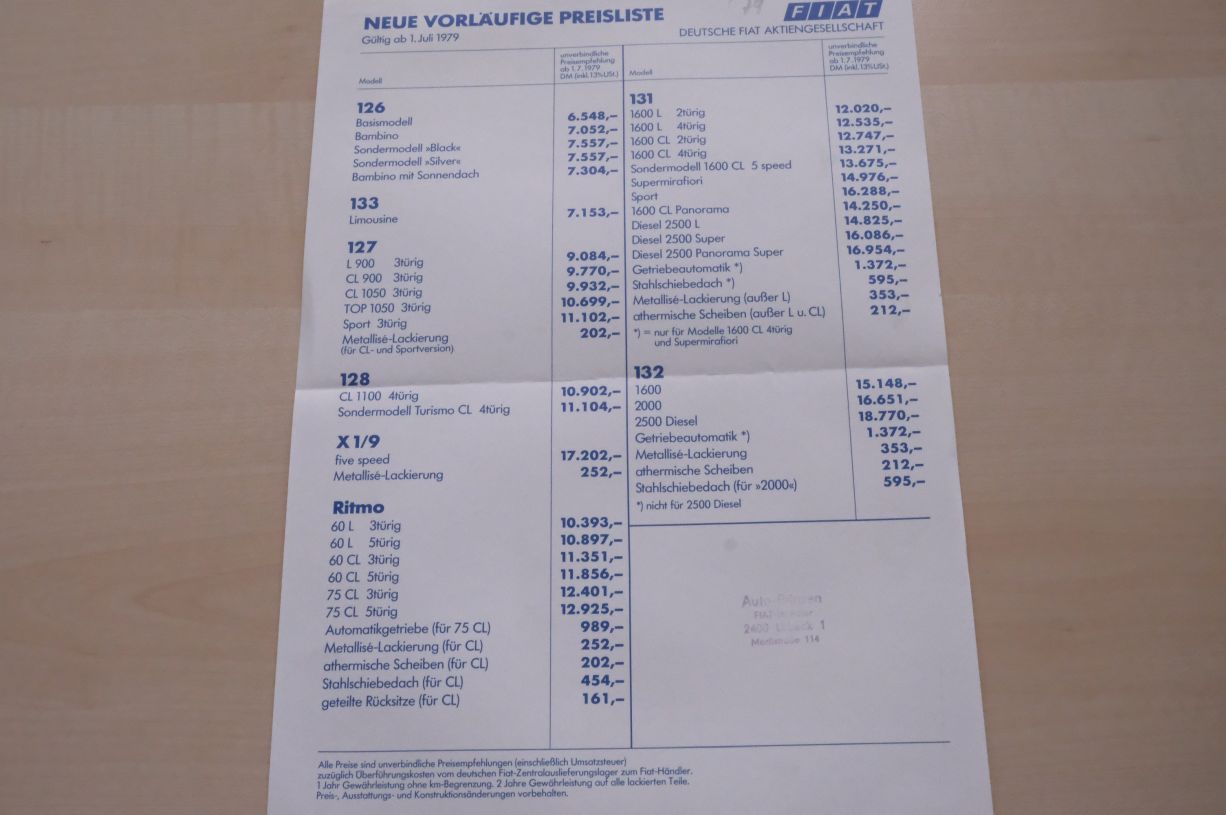 NEUE VORLÄUFIGE PREISLISTE
Gültig ab 1. Juli 1979
79
FIAT
DEUTSCHE FIAT AKTIENGESELLSCHAFT
Modell
unverbindliche
Preisempfehlung
ab 1.7.1979
DM (inkl. 13% USt.)
126
Basismodell 6.548,–
Bambino 7.052,–
Sondermodell »Black« 7.557,–
Sondermodell »Silver« 7.557,–
Bambino mit Sonnendach 7.304,–
133
Limousine 7.153,–
127
L 900 3türig 9.084,–
CL 900 3türig 9.770,–
CL 1050 3türig 9.932,–
TOP 1050 3türig 10.699,–
Sport 3türig 11.102,–
Metallisé-Lackierung 202,–
(für CL- und Sportversion)
128
CL 1100 4türig 10.902,–
Sondermodell Turismo CL 4türig 11.104,–
X 1/9
five speed 17.202,–
Metallisé-Lackierung 252,–
Ritmo
60 L 3türig 10.393,–
60 L 5türig 10.897,–
60 CL 3türig 11.351,–
60 CL 5türig 11.856,–
75 CL 3türig 12.401,–
75 CL 5türig 12.925,–
Automatikgetriebe (für 75 CL) 989,–
Metallisé-Lackierung (für CL) 252,–
athermische Scheiben (für CL) 202,–
Stahlschiebedach (für CL) 454,–
geteilte Rücksitze (für CL) 161,–
Modell
unverbindliche
Preisempfehlung
ab 1.7.1979
DM (inkl. 13% USt.)
131
1600 L 2türig 12.020,–
1600 L 4türig 12.535,–
1600 CL 2türig 12.747,–
1600 CL 4türig 13.271,–
Sondermodell 1600 CL 5 speed 13.675,–
Supermirafiori 14.976,–
Sport 16.288,–
1600 CL Panorama 14.250,–
Diesel 2500 L 14.825,–
Diesel 2500 Super 16.086,–
Diesel 2500 Panorama Super 16.954,–
Getriebeautomatik *) 1.372,–
Stahlschiebedach *) 595,–
Metallisé-Lackierung (außer L) 353,–
athermische Scheiben (außer L u. CL) 212,–
*) = nur für Modelle 1600 CL 4türig
und Supermirafiori
132
1600 15.148,–
2000 16.651,–
2500 Diesel 18.770,–
Getriebeautomatik *) 1.372,–
Metallisé-Lackierung 353,–
athermische Scheiben 212,–
Stahlschiebedach (für »2000«) 595,–
*) nicht für 2500 Diesel
2400 Lübeck 1
114
Alle Preise sind unverbindliche Preisempfehlungen (einschließlich Umsatzsteuer)
zuzüglich Überführungskosten vom deutschen Fiat-Zentralauslieferungslager zum Fiat-Händler.
1 Jahr Gewährleistung ohne km-Begrenzung. 2 Jahre Gewährleistung auf alle lackierten Teile.
Preis-, Ausstattungs- und Konstruktionsänderungen vorbehalten.